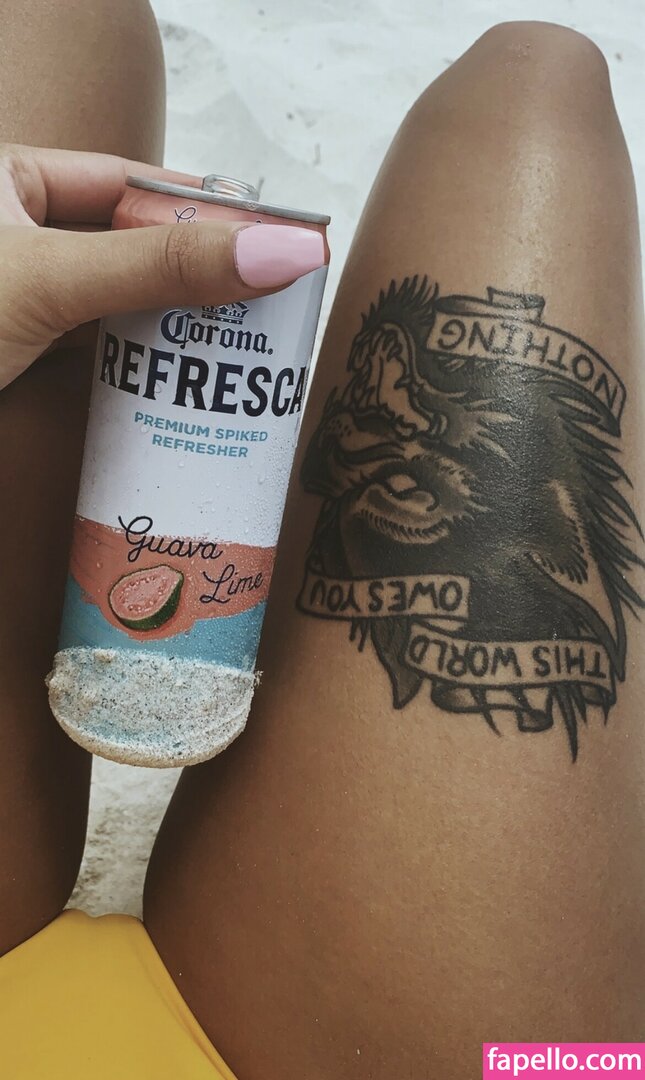 Corona.
REFRESCA
PREMIUM SPIKED
REFRESHER
Guava
Lime
THIS WORLD
OWES YOU
NOTHING
fapello.com